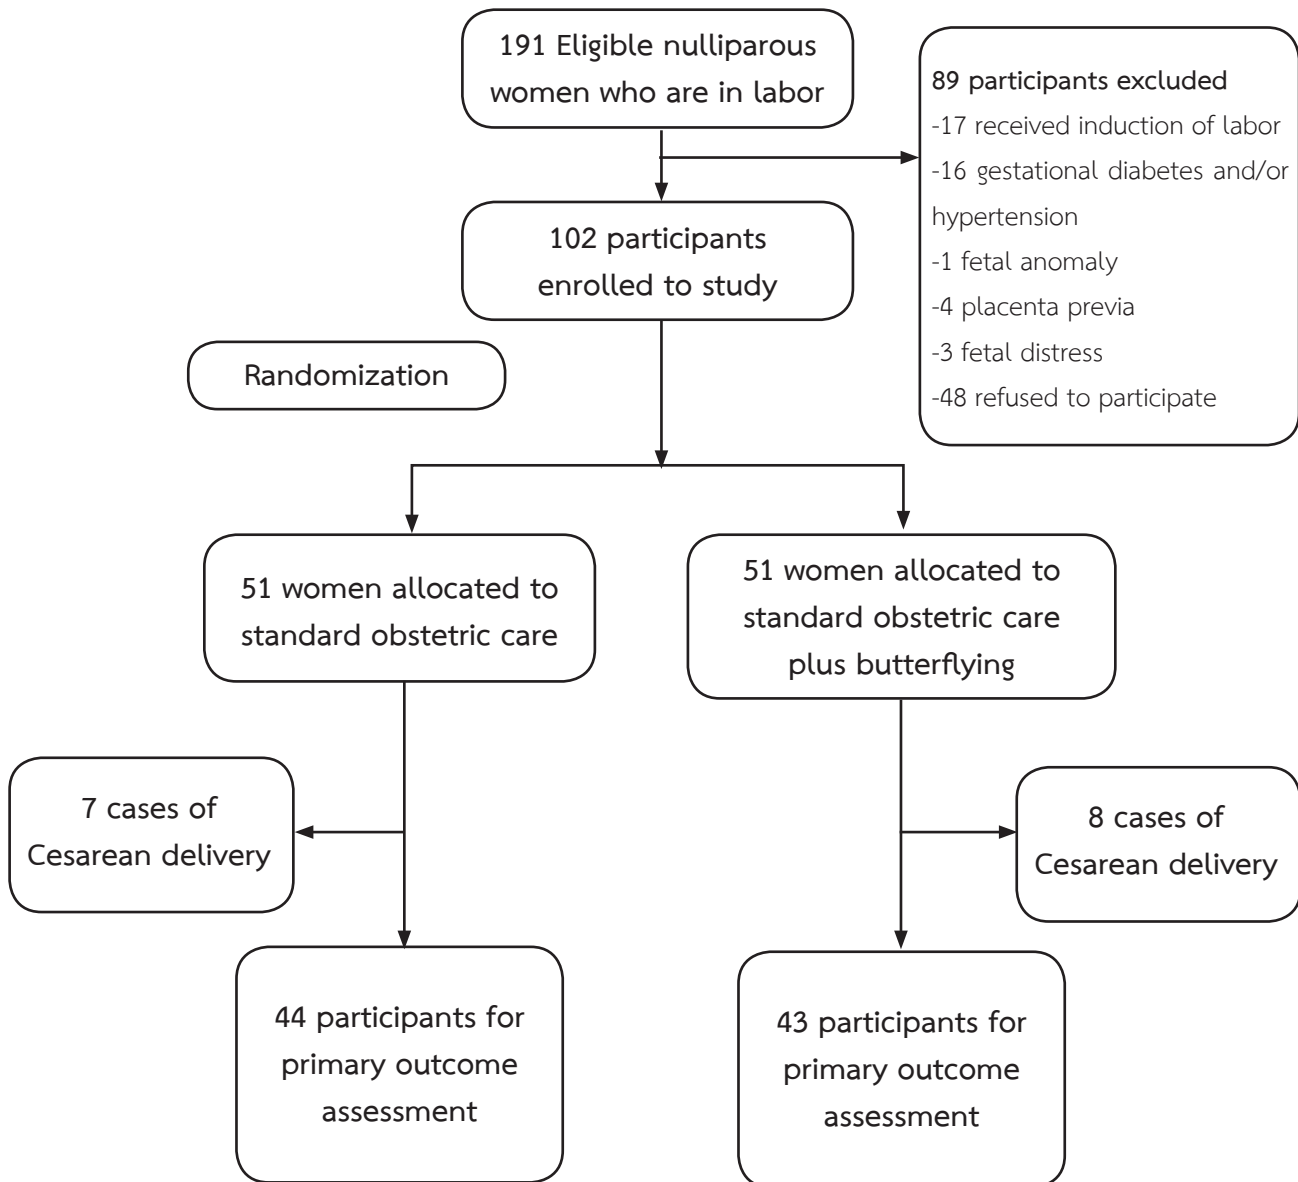 191 Eligible nulliparous
women who are in labor
89 participants excluded
-17 received induction of labor
-16 gestational diabetes and/or
hypertension
-1 fetal anomaly
-4 placenta previa
-3 fetal distress
-48 refused to participate
102 participants
enrolled to study
Randomization
51 women allocated to
standard obstetric care
51 women allocated to
standard obstetric care
plus butterflying
7 cases of
Cesarean delivery
8 cases of
Cesarean delivery
44 participants for
primary outcome
assessment
43 participants for
primary outcome
assessment